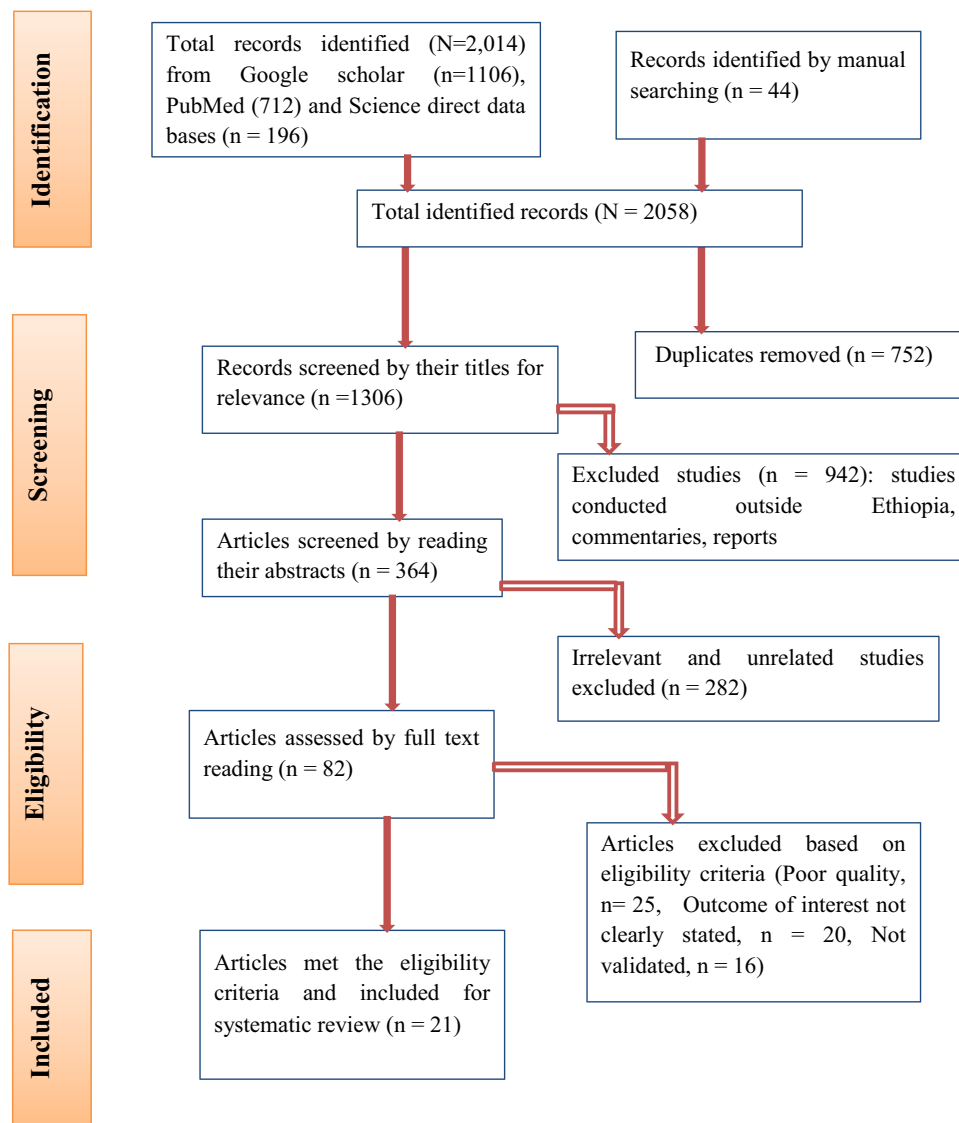 Identification
Total records identified (N=2,014)
from Google scholar (n=1106),
PubMed (712) and Science direct data
bases (n = 196)
Records identified by manual
searching (n = 44)
Total identified records (N = 2058)
Screening
Records screened by their titles for
relevance (n =1306)
Duplicates removed (n = 752)
Excluded studies (n = 942): studies
conducted outside Ethiopia,
commentaries, reports
Articles screened by reading
their abstracts (n = 364)
Irrelevant and unrelated studies
excluded (n = 282)
Eligibility
Articles assessed by full text
reading (n = 82)
Articles excluded based on
eligibility criteria (Poor quality,
n= 25, Outcome of interest not
clearly stated, n = 20, Not
validated, n = 16)
Included
Articles met the eligibility
criteria and included for
systematic review (n = 21)